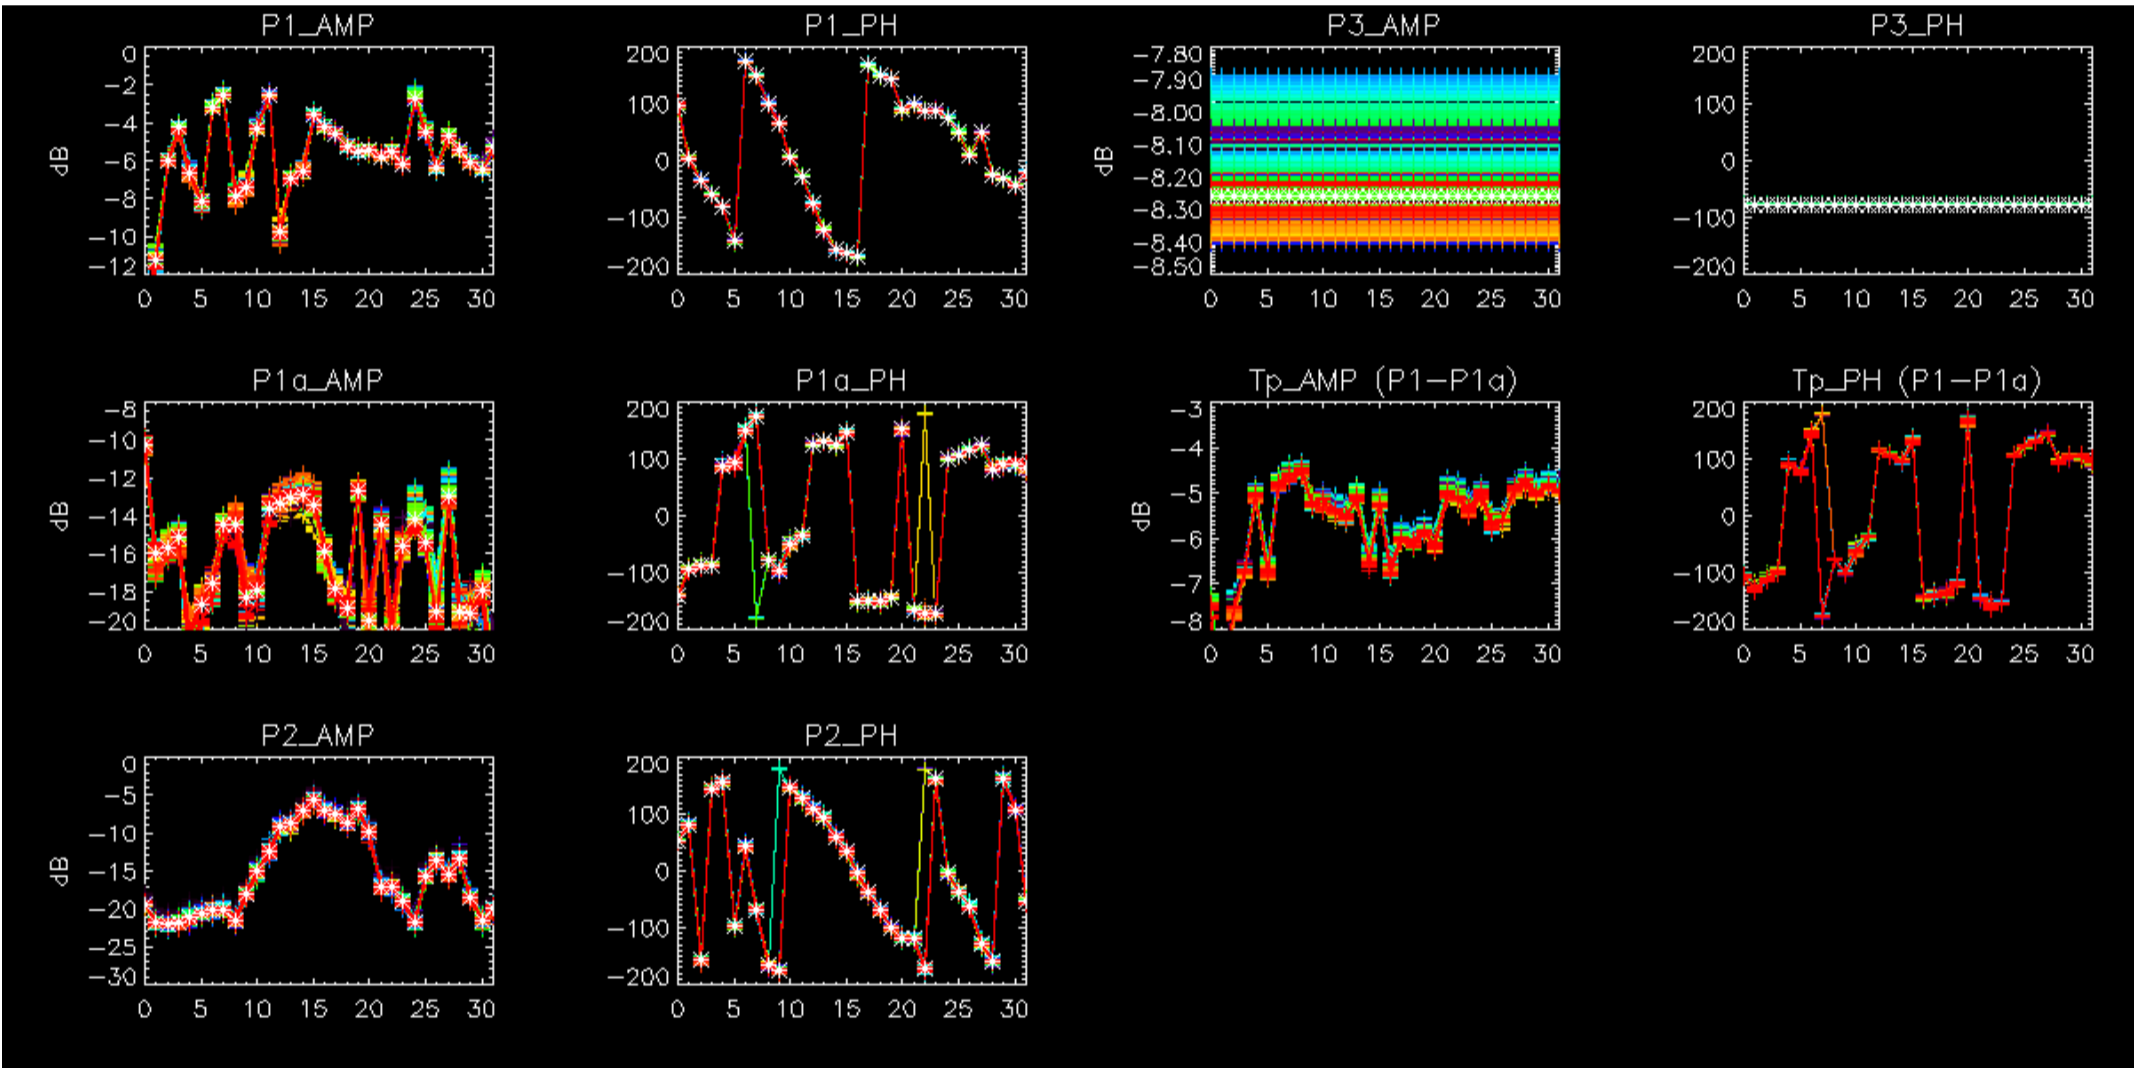 P1_AMP
0
−2
−4
−6
−8
−10
−12
dB
0 5 10 15 20 25 30
P1_PH
200
100
0
−100
−200
0 5 10 15 20 25 30
P3_AMP
−7.80
−7.90
−8.00
−8.10
−8.20
−8.30
−8.40
−8.50
dB
0 5 10 15 20 25 30
P3_PH
200
100
0
−100
−200
0 5 10 15 20 25 30
P1a_AMP
−8
−10
−12
−14
−16
−18
−20
dB
0 5 10 15 20 25 30
P1a_PH
200
100
0
−100
−200
0 5 10 15 20 25 30
Tp_AMP (P1−P1a)
−3
−4
−5
−6
−7
−8
dB
0 5 10 15 20 25 30
Tp_PH (P1−P1a)
200
100
0
−100
−200
0 5 10 15 20 25 30
P2_AMP
0
−5
−10
−15
−20
−25
−30
dB
0 5 10 15 20 25 30
P2_PH
200
100
0
−100
−200
0 5 10 15 20 25 30